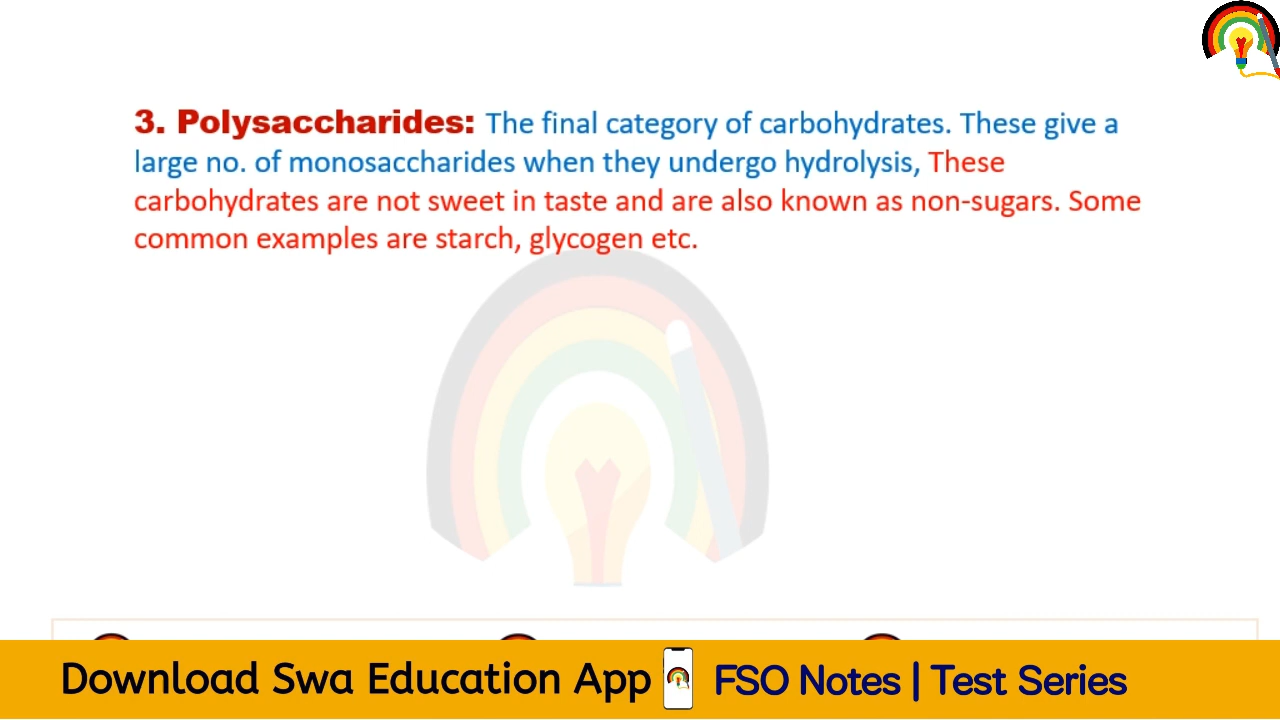 3. Polysaccharides: The final category of carbohydrates. These give a
large no. of monosaccharides when they undergo hydrolysis, These
carbohydrates are not sweet in taste and are also known as non-sugars. Some
common examples are starch, glycogen etc.
Download Swa Education App FSO Notes | Test Series